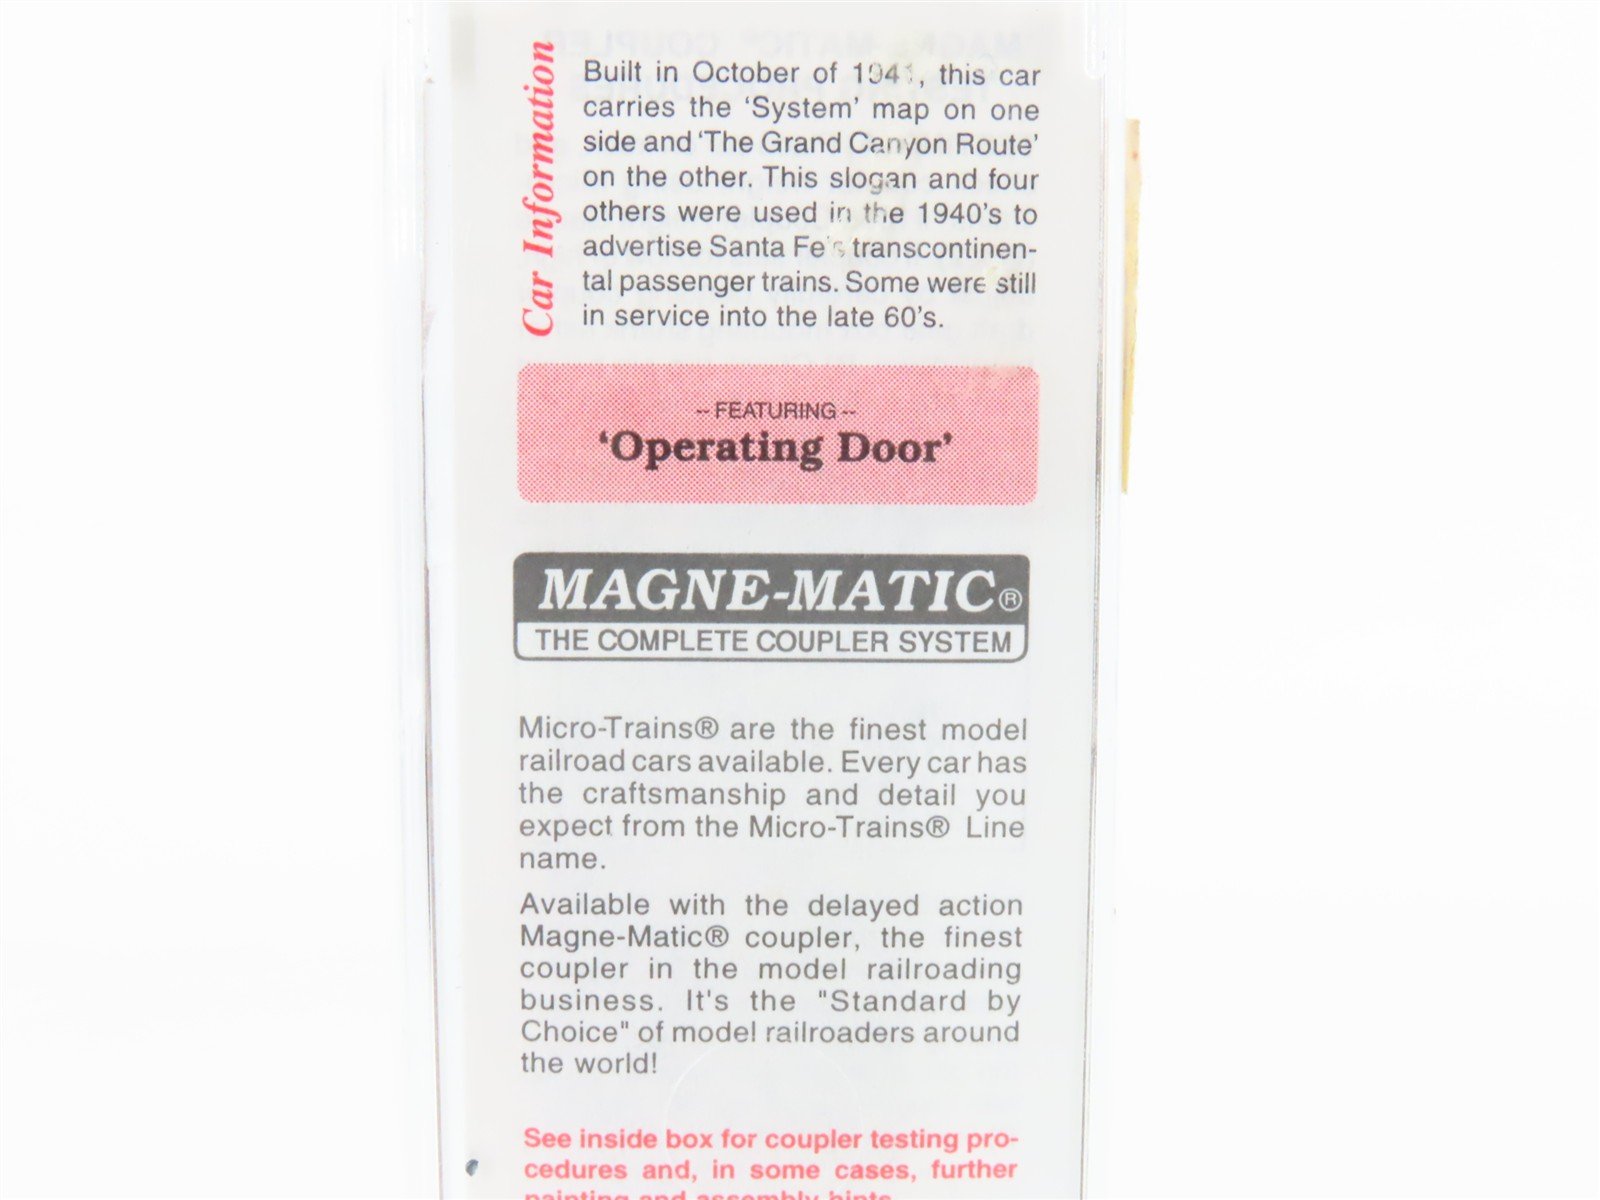 Car Information
Built in October of 1941, this car
carries the ‘System’ map on one
side and ‘The Grand Canyon Route’
on the other. This slogan and four
others were used in the 1940’s to
advertise Santa Fe’s transcontinen-
tal passenger trains. Some were still
in service into the late 60’s.
-- FEATURING --
‘Operating Door’
MAGNE-MATIC®
THE COMPLETE COUPLER SYSTEM
Micro-Trains® are the finest model
railroad cars available. Every car has
the craftsmanship and detail you
expect from the Micro-Trains® Line
name.
Available with the delayed action
Magne-Matic® coupler, the finest
coupler in the model railroading
business. It's the "Standard by
Choice" of model railroaders around
the world!
See inside box for coupler testing pro-
cedures and, in some cases, further
painting and assembly hints.